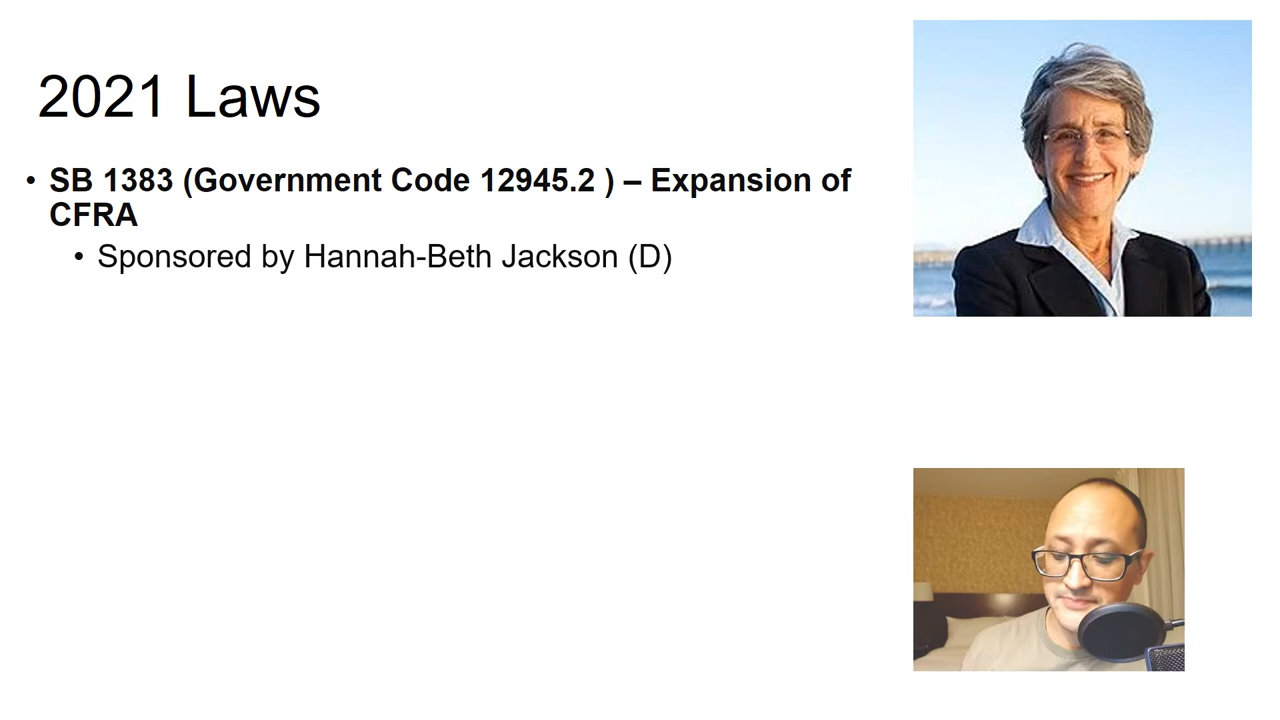 2021 Laws
• SB 1383 (Government Code 12945.2 ) – Expansion of
CFRA
• Sponsored by Hannah-Beth Jackson (D)